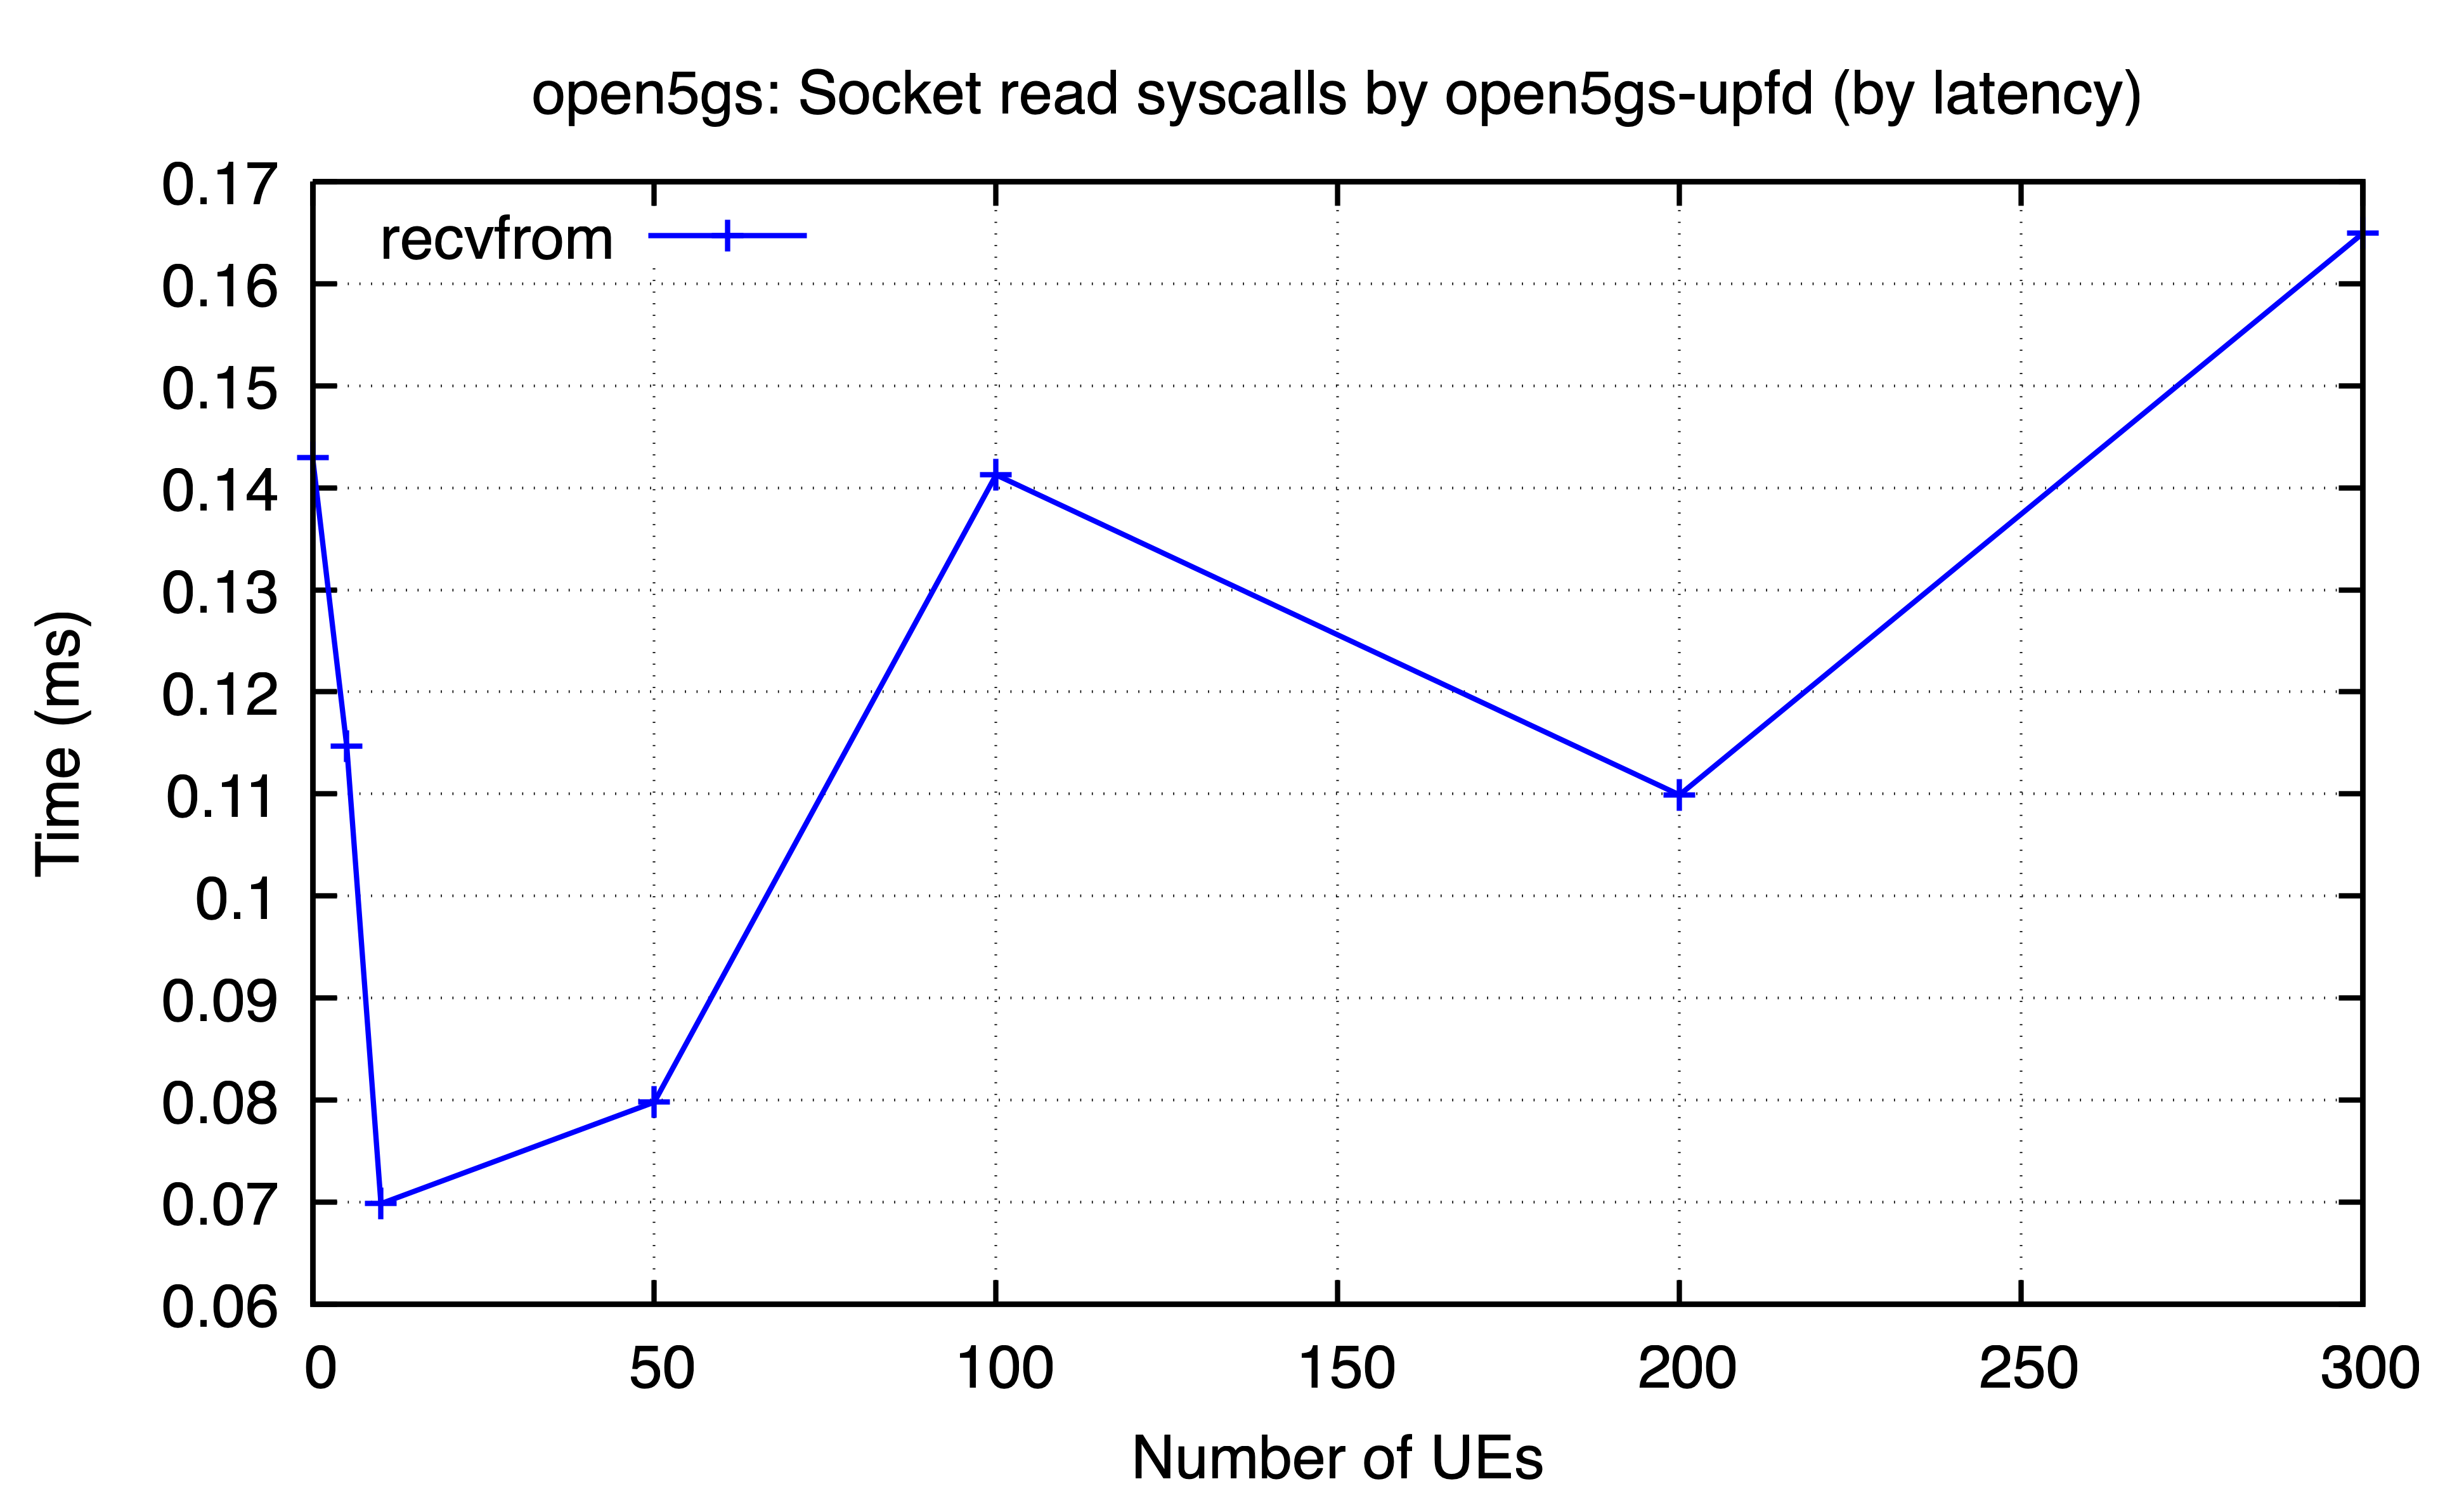 open5gs: Socket read syscalls by open5gs-upfd (by latency)
0.17
recvfrom
0.16
0.15
0.14
0.13
0.12
0.11
0.1
0.09
0.08
0.07
0.06
Time (ms)
0 50 100 150 200 250 300
Number of UEs